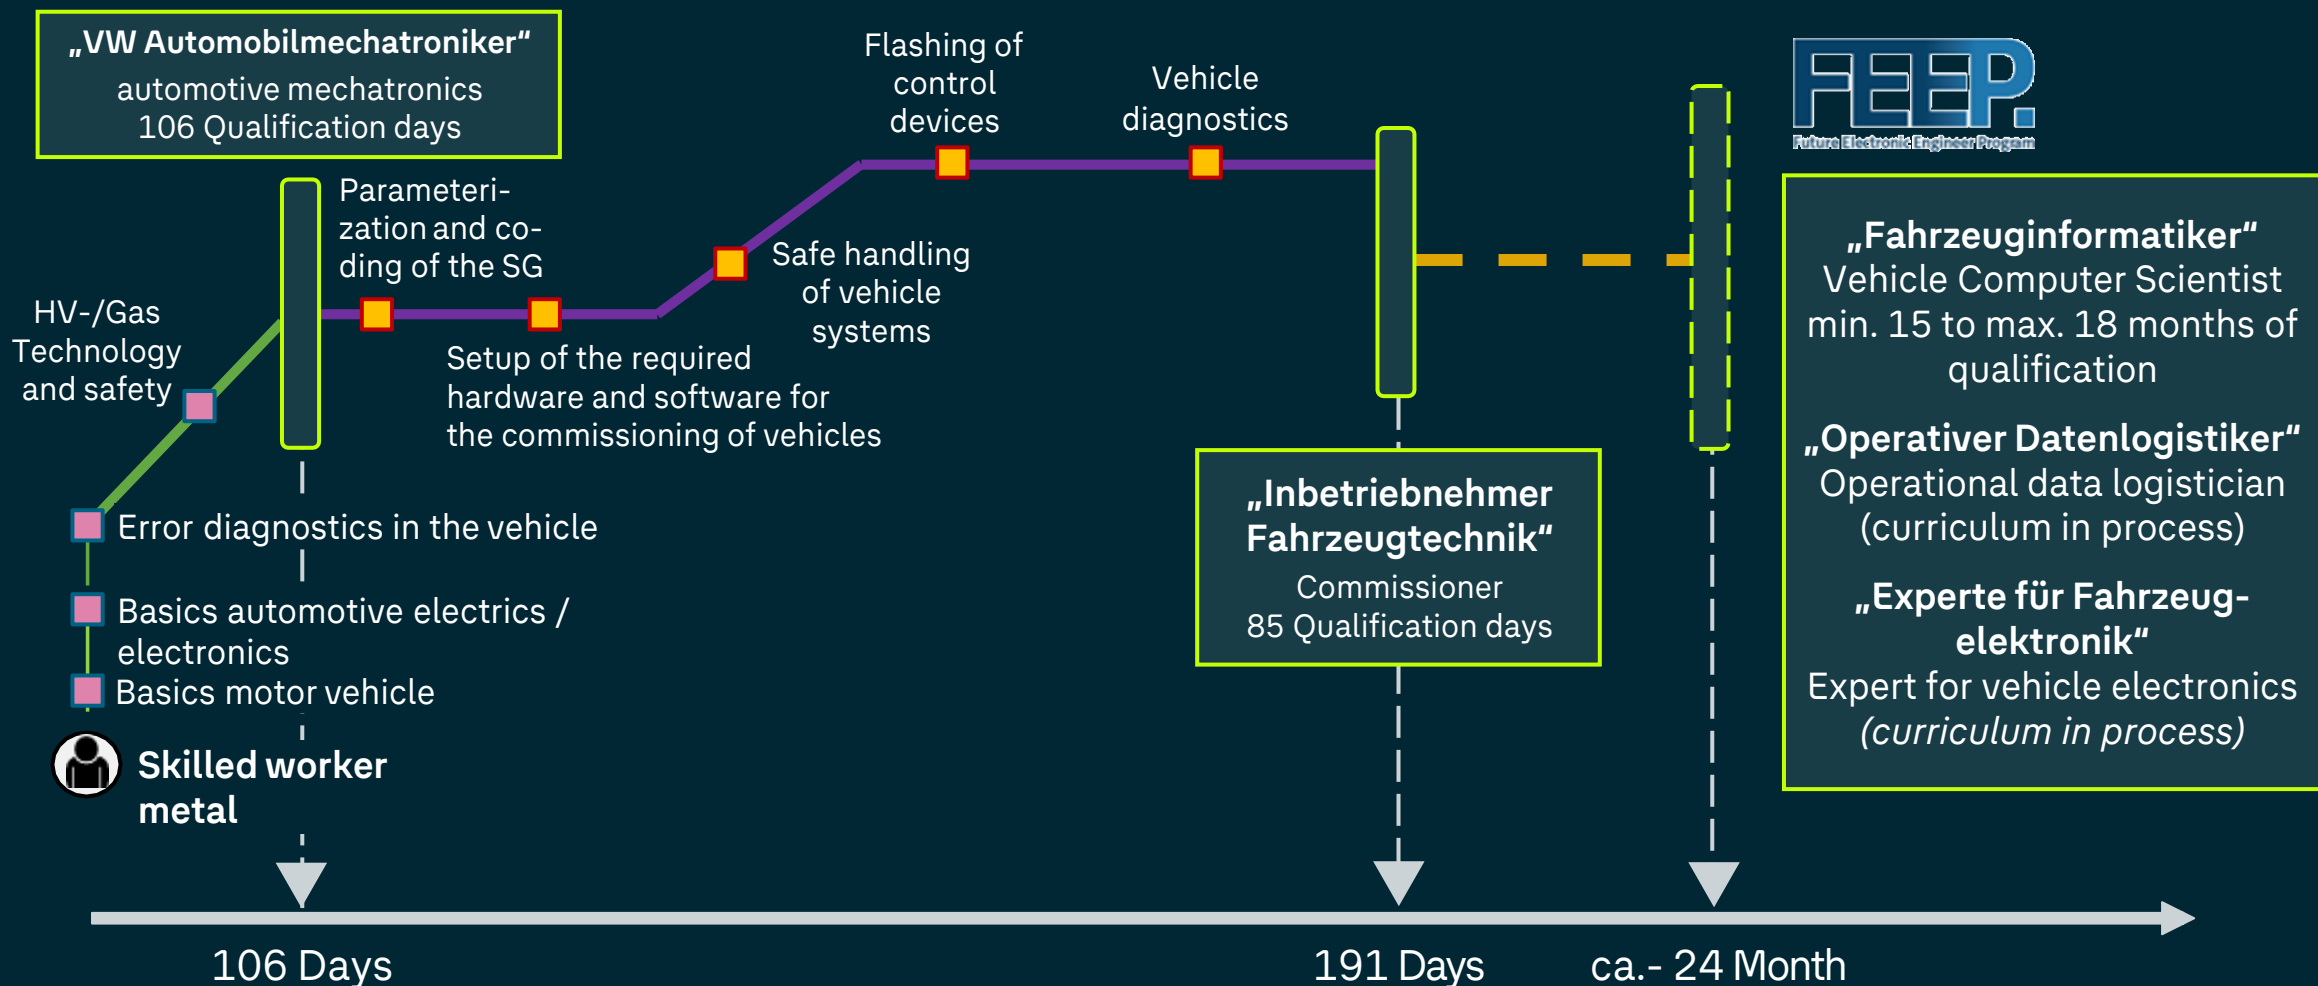 „VW Automobilmechatroniker“
automotive mechatronics
106 Qualification days
Flashing of
control
devices
Vehicle
diagnostics
FEEP.
Future Electronic Engineer Program
Parameteri-
zation and co-
ding of the SG
Safe handling
of vehicle
systems
HV-/Gas
Technology
and safety
Setup of the required
hardware and software for
the commissioning of vehicles
Error diagnostics in the vehicle
Basics automotive electrics /
electronics
Basics motor vehicle
Skilled worker
metal
„Inbetriebnehmer
Fahrzeugtechnik“
Commissioner
85 Qualification days
„Fahrzeuginformatiker“
Vehicle Computer Scientist
min. 15 to max. 18 months of
qualification
„Operativer Datenlogistiker“
Operational data logistician
(curriculum in process)
„Experte für Fahrzeug-
elektronik“
Expert for vehicle electronics
(curriculum in process)
106 Days
191 Days
ca.- 24 Month